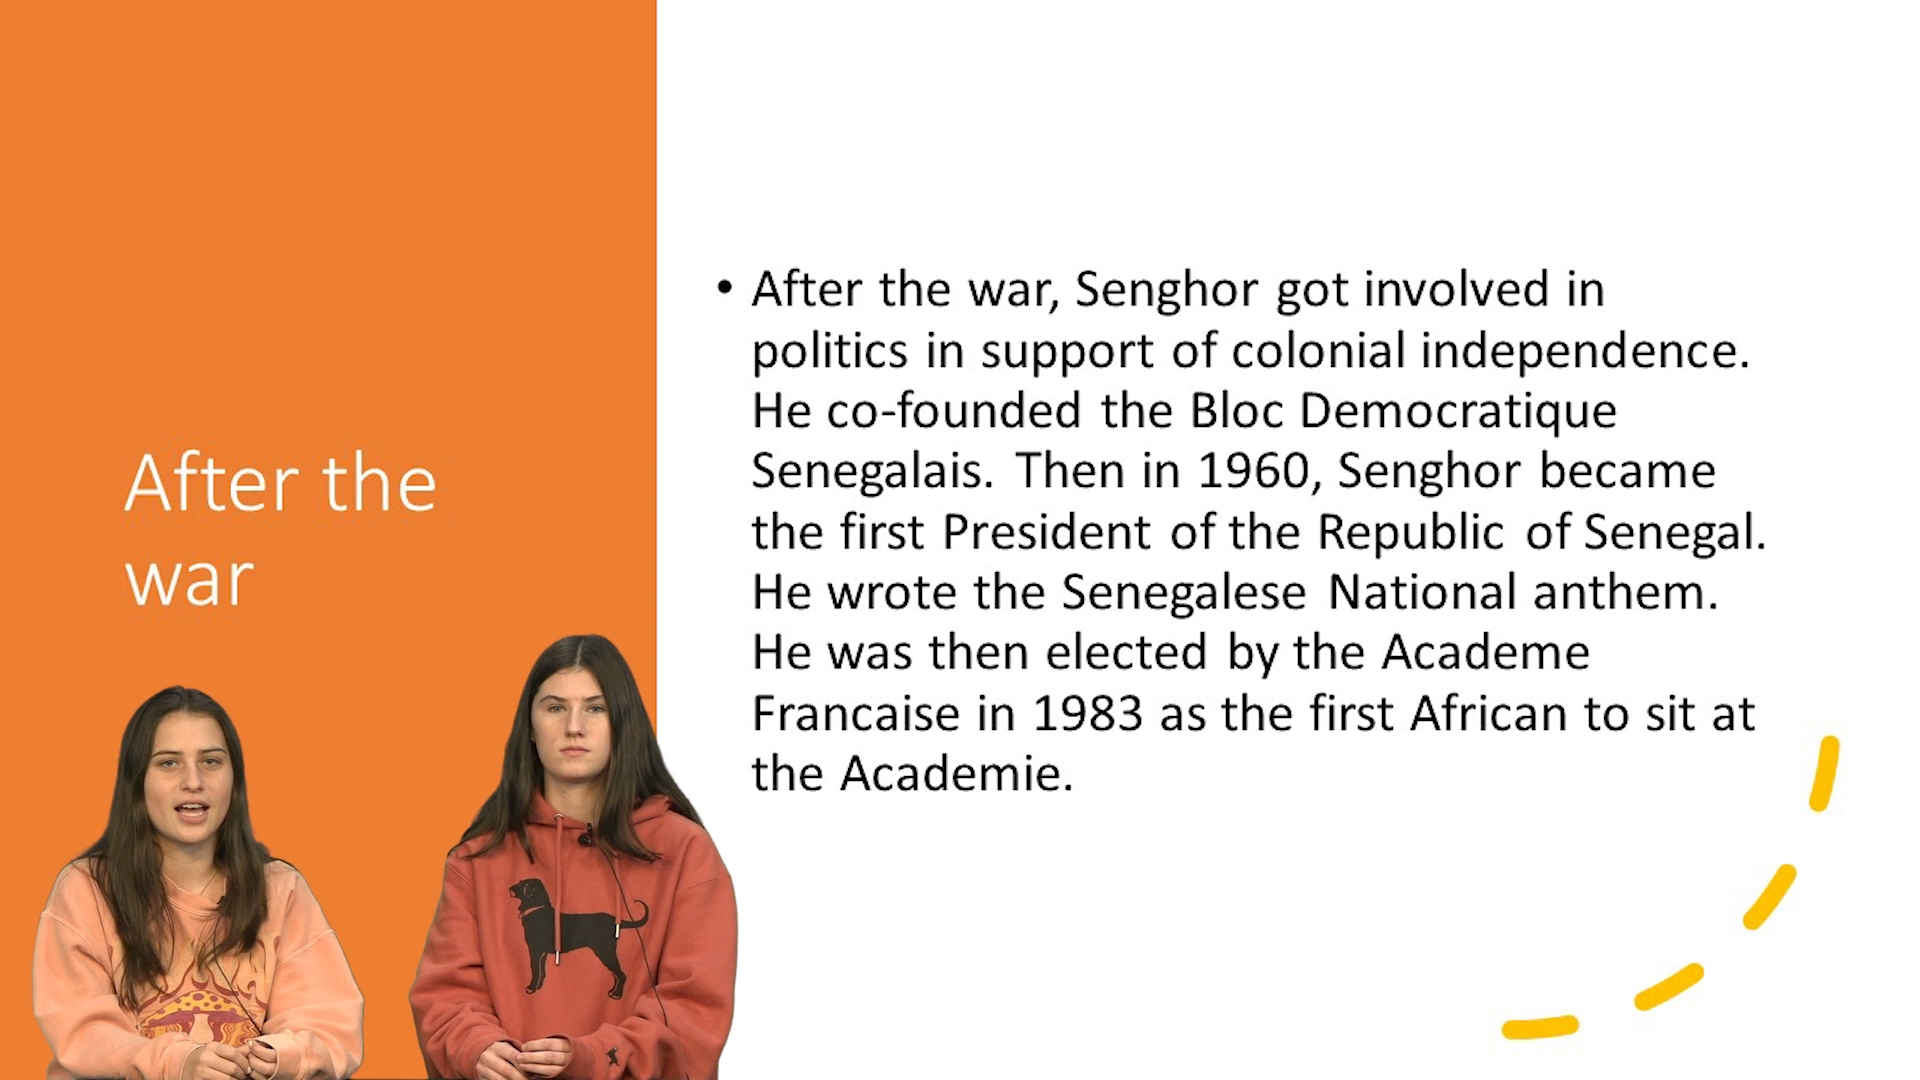 After the
war
• After the war, Senghor got involved in
politics in support of colonial independence.
He co-founded the Bloc Democratique
Senegalais. Then in 1960, Senghor became
the first President of the Republic of Senegal.
He wrote the Senegalese National anthem.
He was then elected by the Academe
Francaise in 1983 as the first African to sit at
the Academie.